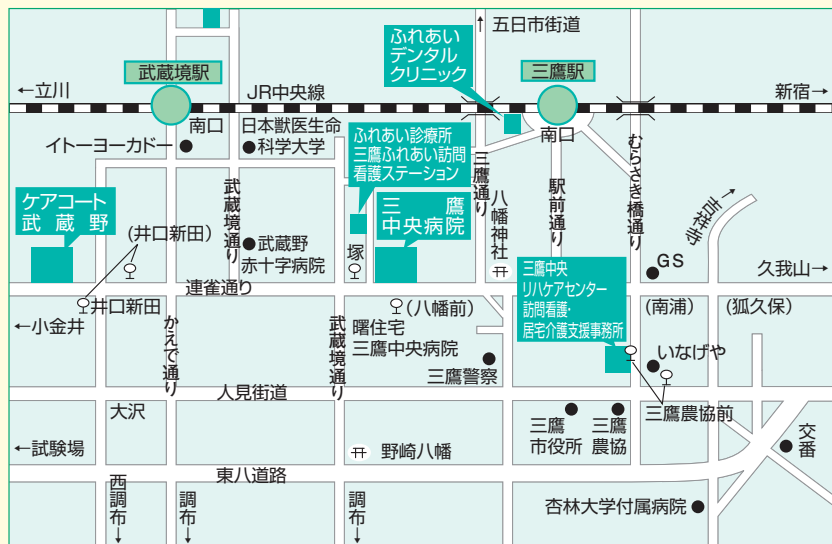 五日市街道
ふれあい
デンタル
クリニック
武蔵境駅
三鷹駅
←立川
JR中央線
新宿→
南口
南口
イトーヨーカドー
日本獣医生命
科学大学
ふれあい診療所
三鷹ふれあい訪問
看護ステーション
三鷹通り
八幡神社
駅前通り
むらさき橋通り
吉祥寺
ケアコート
武蔵野
(井口新田)
武蔵境通り
武蔵野
赤十字病院
塚
三鷹
中央病院
三鷹中央
リハケアセンター
訪問看護・
居宅介護支援事務所
GS
久我山→
連雀通り
井口新田
←小金井
かえで通り
武蔵境通り
(八幡前)
曙住宅
三鷹中央病院
三鷹警察
(南浦)
(狐久保)
いなげや
三鷹農協前
人見街道
大沢
三鷹
市役所
三鷹
農協
交番
←試験場
野崎八幡
東八道路
西調布→
調布→
調布→
杏林大学付属病院